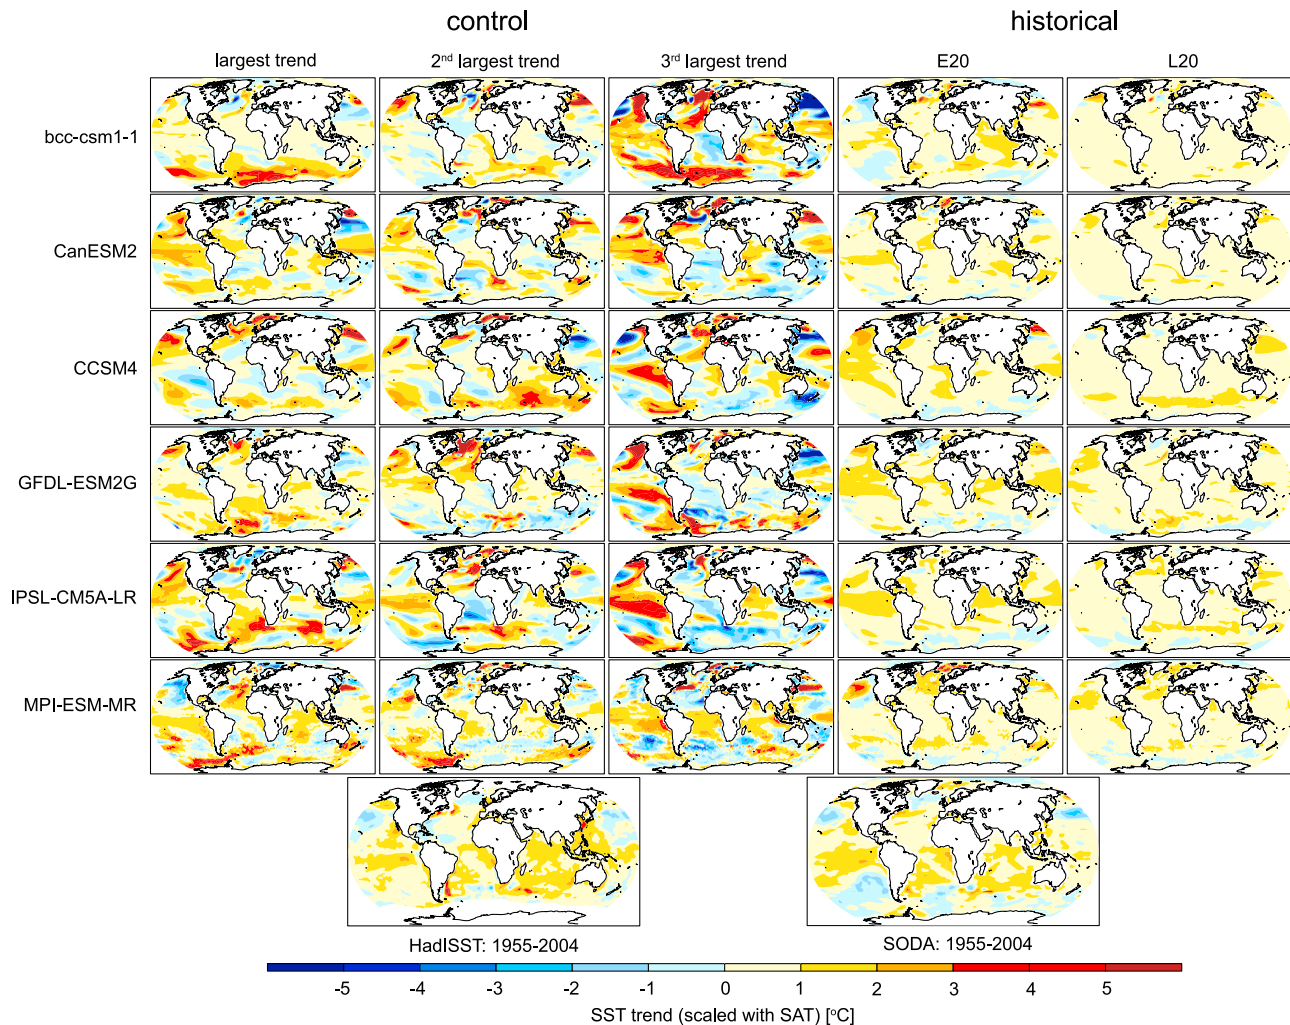 control historical
largest trend 2nd largest trend 3rd largest trend E20 L20
bcc-csm1-1
CanESM2
CCSM4
GFDL-ESM2G
IPSL-CM5A-LR
MPI-ESM-MR
HadISST: 1955-2004 SODA: 1955-2004
-5 -4 -3 -2 -1 0 1 2 3 4 5
SST trend (scaled with SAT) [°C]